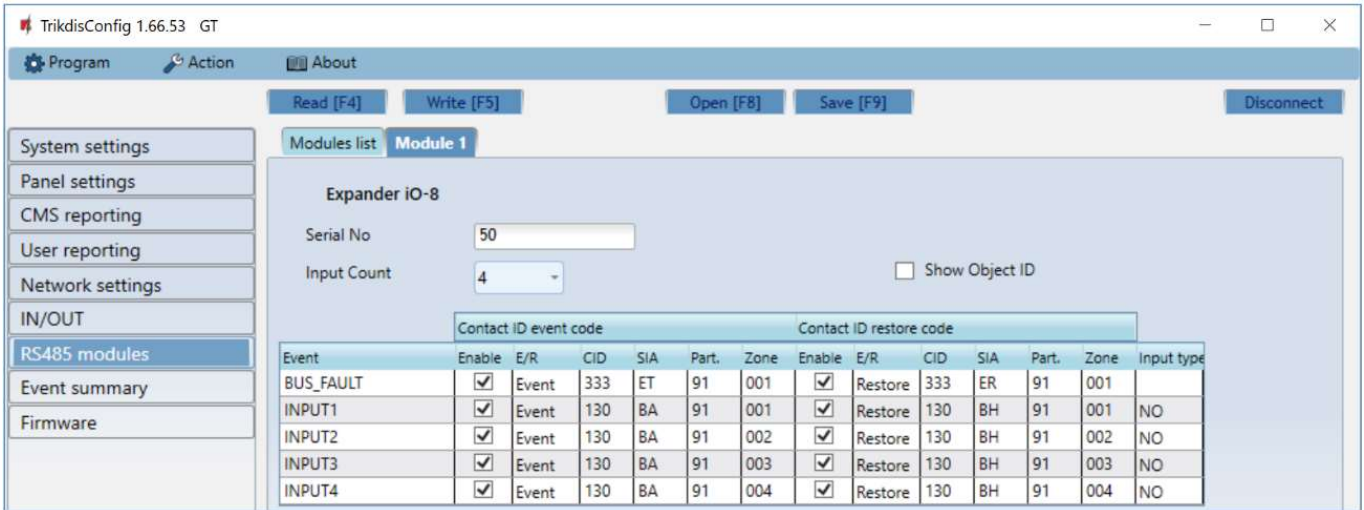 TrikdisConfig 1.66.53 GT
Program Action About
Read [F4] Write [F5] Open [F8] Save [F9] Disconnect
System settings
Panel settings
CMS reporting
User reporting
Network settings
IN/OUT
RS485 modules
Event summary
Firmware
Modules list Module 1
Expander iO-8
Serial No 50
Input Count 4 Show Object ID
Contact ID event code Contact ID restore code
Event Enable E/R CID SIA Part. Zone Enable E/R CID SIA Part. Zone Input type
BUS_FAULT Event 333 ET 91 001 Restore 333 ER 91 001
INPUT1 Event 130 BA 91 001 Restore 130 BH 91 001 NO
INPUT2 Event 130 BA 91 002 Restore 130 BH 91 002 NO
INPUT3 Event 130 BA 91 003 Restore 130 BH 91 003 NO
INPUT4 Event 130 BA 91 004 Restore 130 BH 91 004 NO